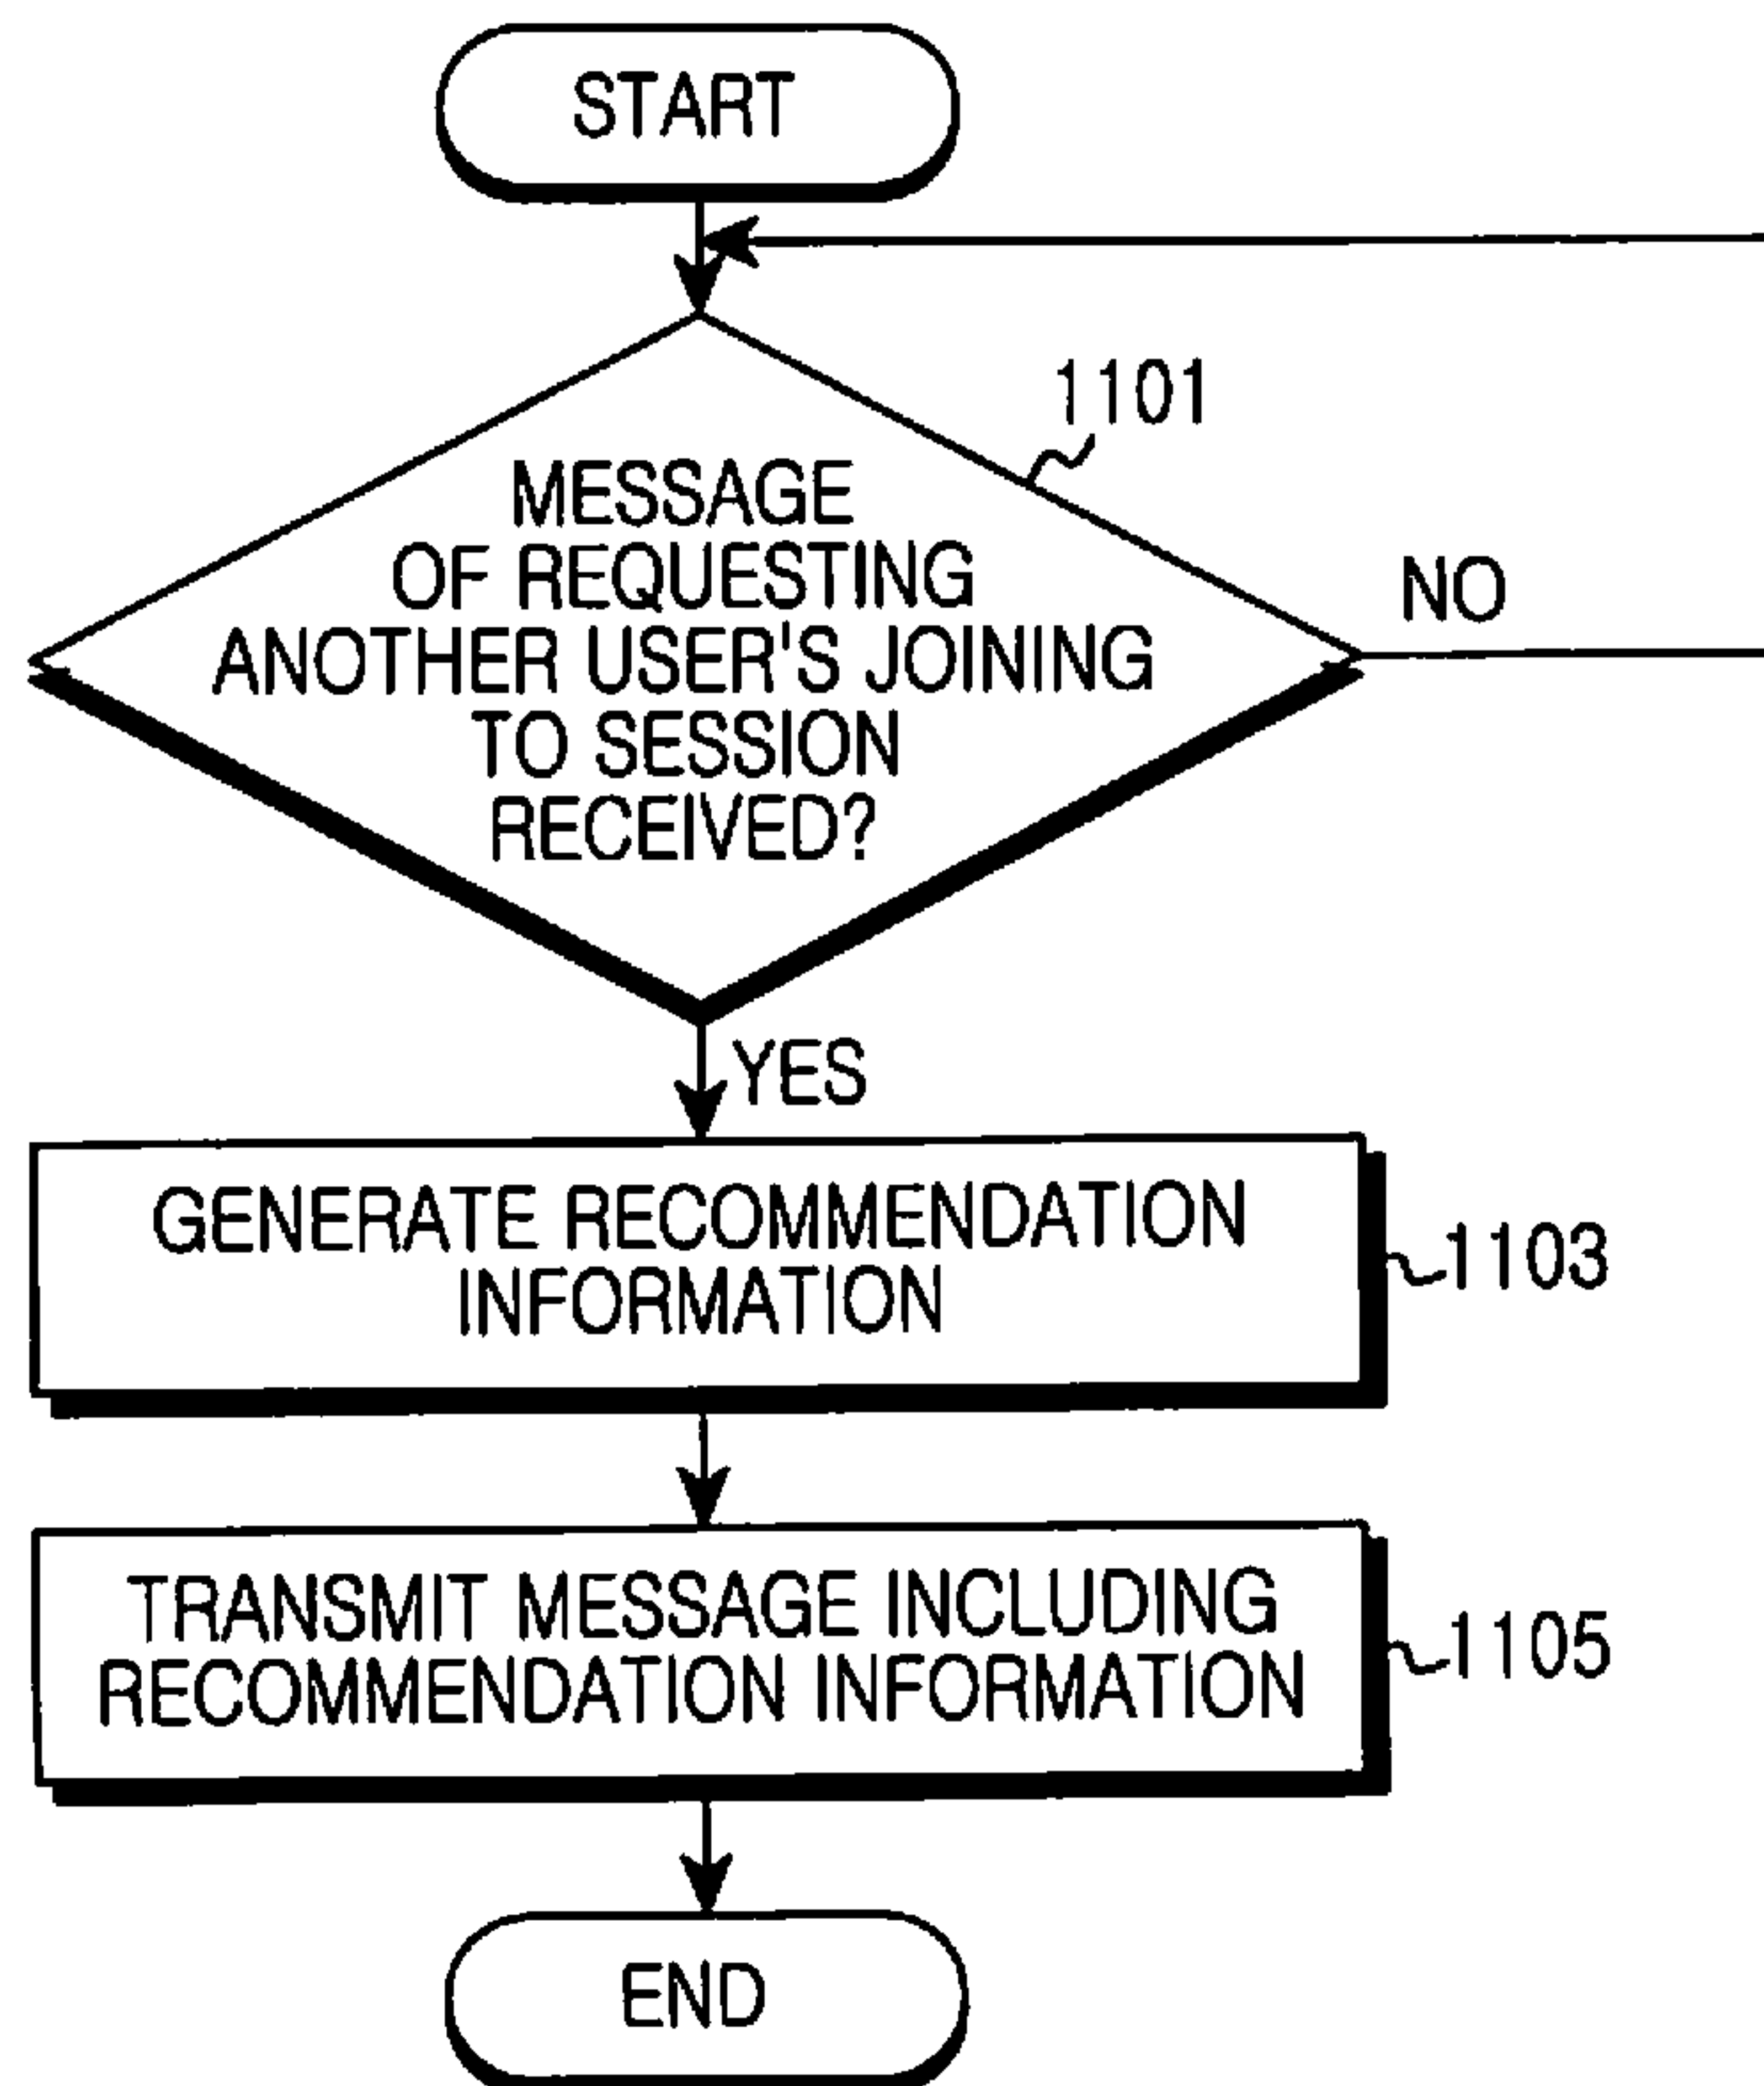 START
1101
MESSAGE
OF REQUESTING
ANOTHER USER'S JOINING
TO SESSION
RECEIVED?
NO
YES
GENERATE RECOMMENDATION
INFORMATION
1103
TRANSMIT MESSAGE INCLUDING
RECOMMENDATION INFORMATION
1105
END